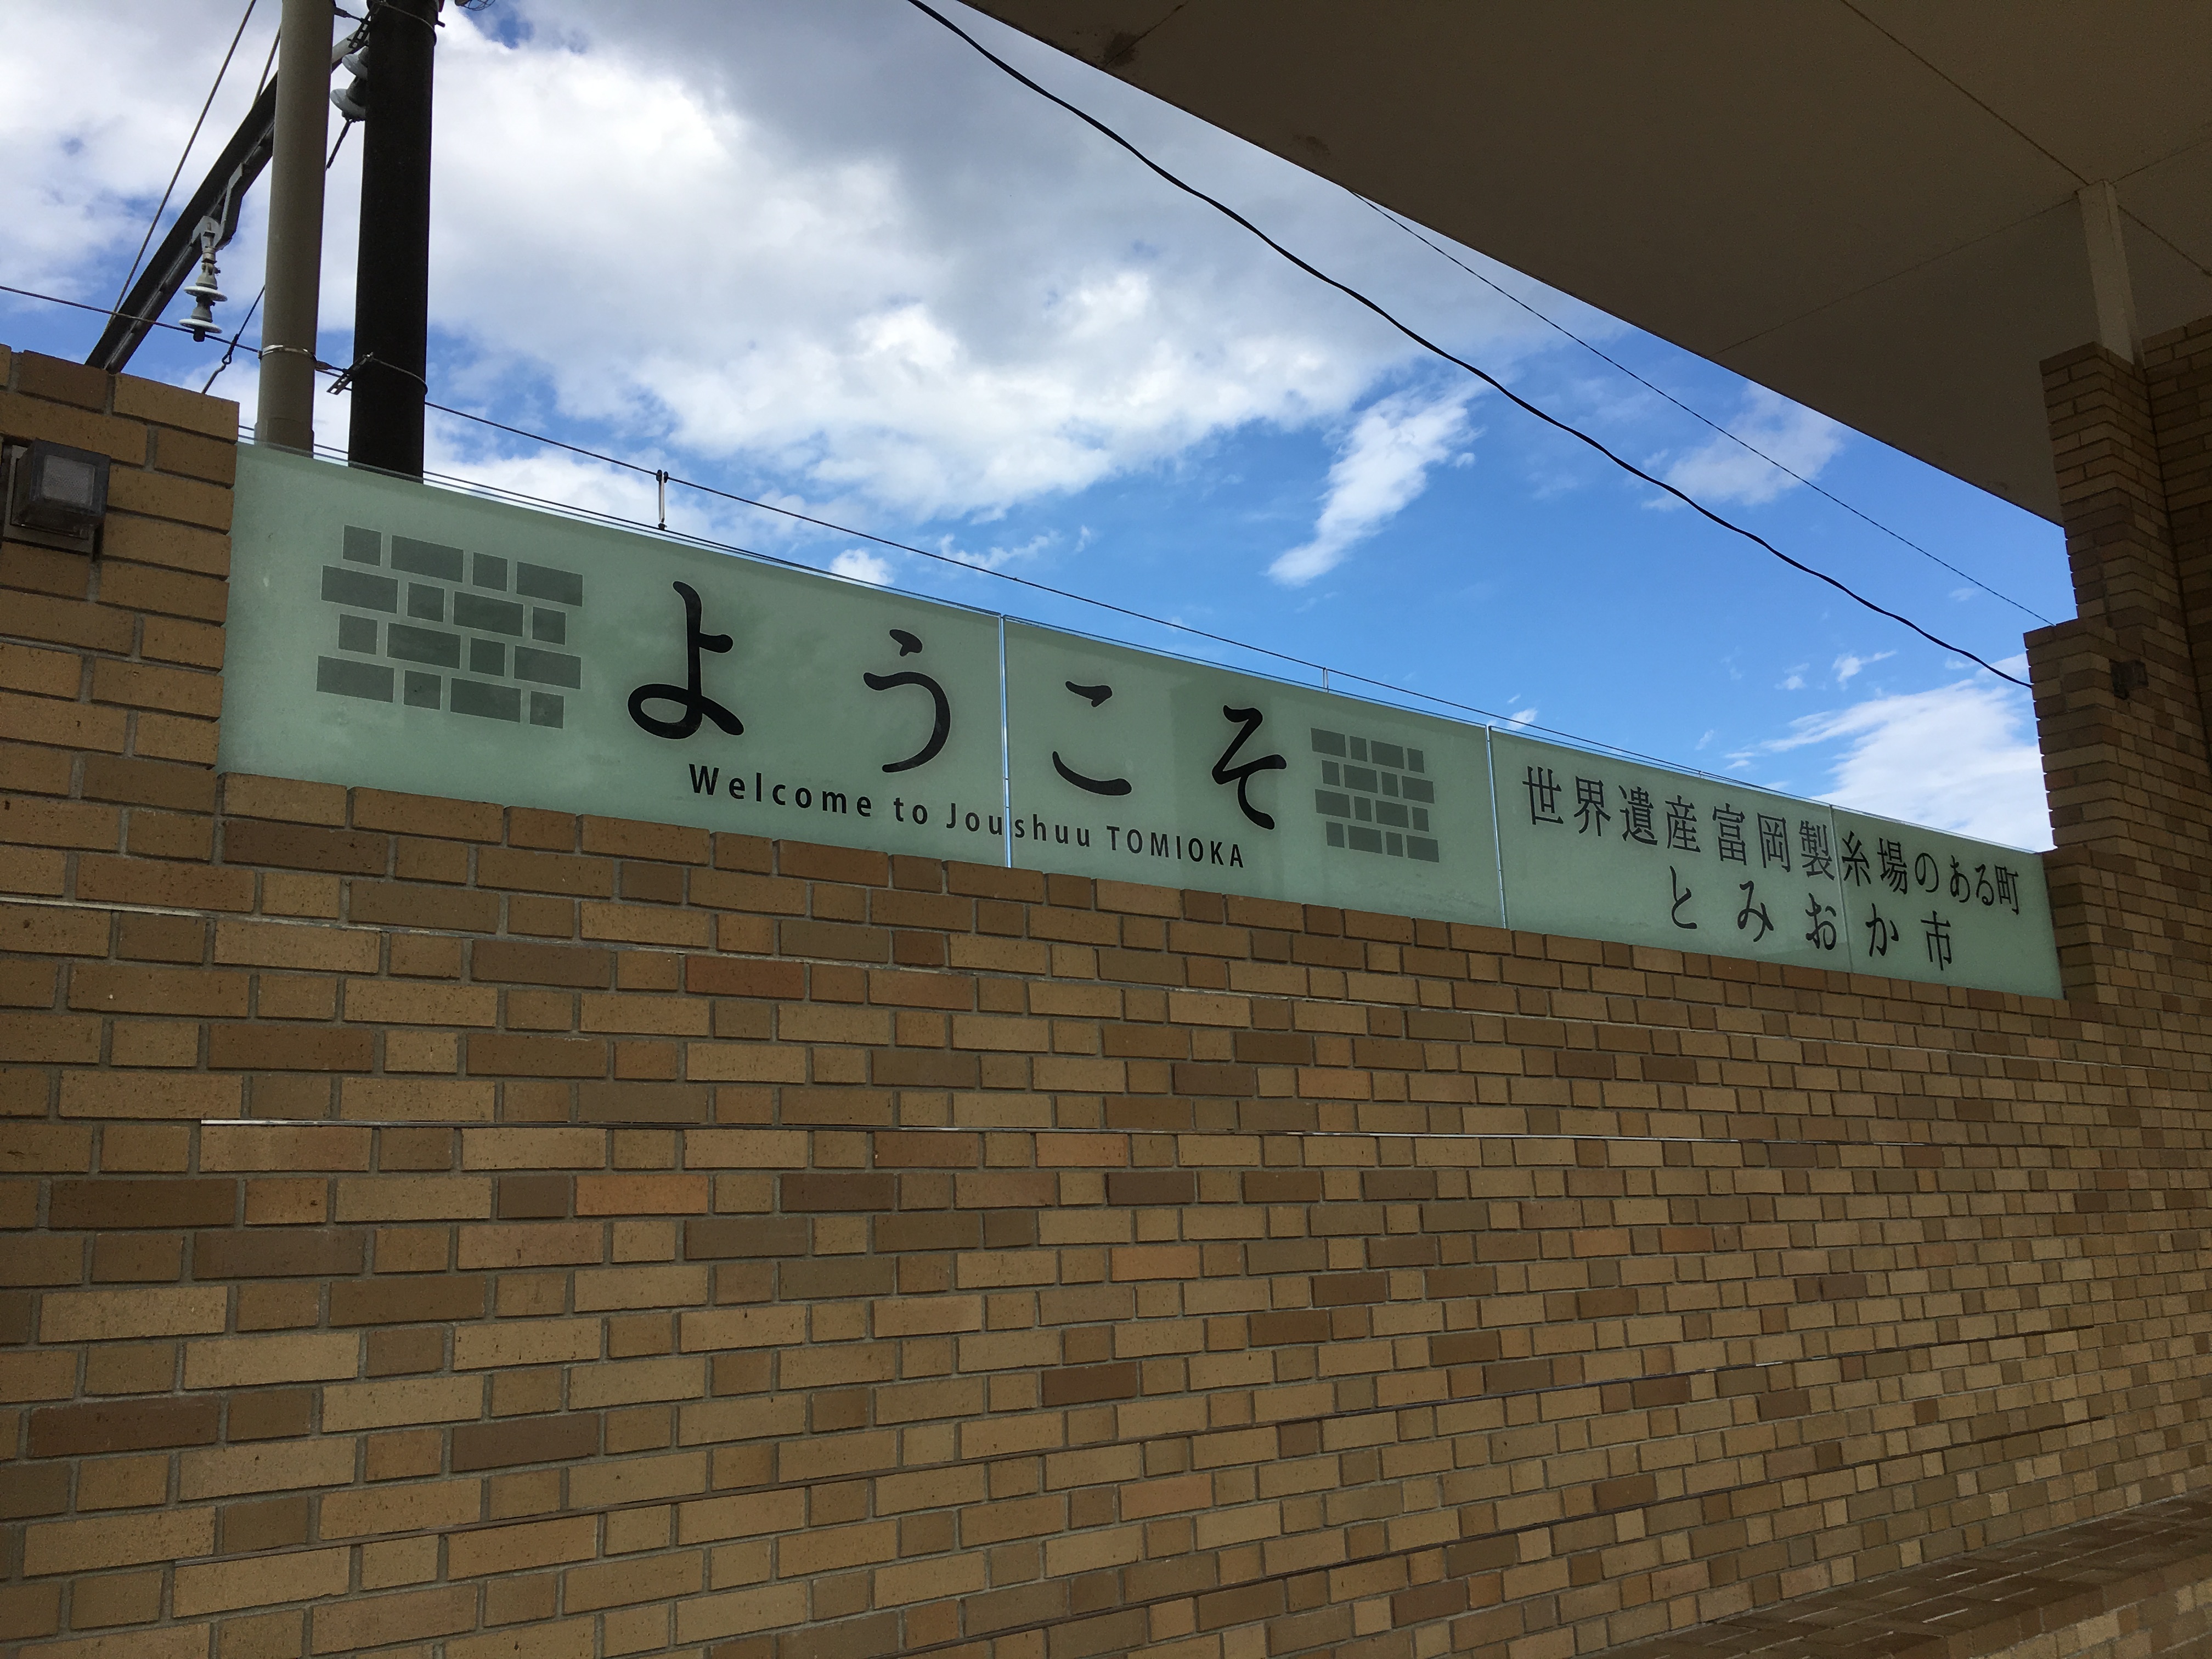 ようこそ
Welcome to Joushuu TOMIOKA
世界遺産富岡製糸場のある町
とみおか市